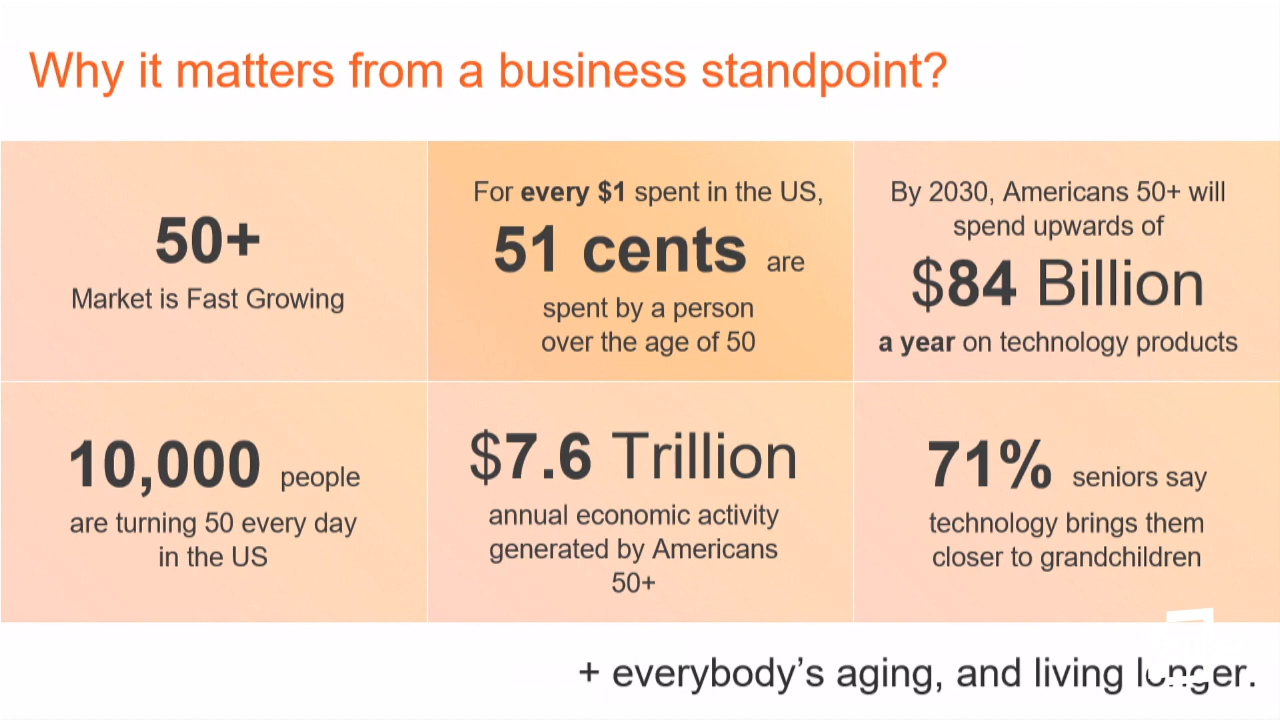 Why it matters from a business standpoint?
50+
Market is Fast Growing
For every $1 spent in the US,
51 cents are
spent by a person
over the age of 50
By 2030, Americans 50+ will
spend upwards of
$84 Billion
a year on technology products
10,000 people
are turning 50 every day
in the US
$7.6 Trillion
annual economic activity
generated by Americans
50+
71% seniors say
technology brings them
closer to grandchildren
+ everybody’s aging, and living longer.